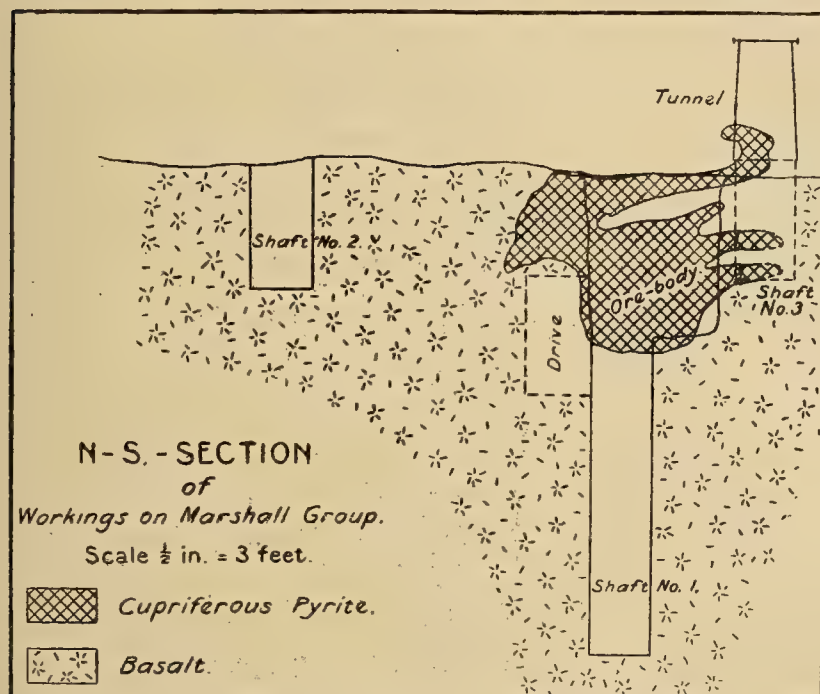 Tunnel
Shaft No. 2.
Ore-body.
Shaft
No. 3
Drive
N-S.-SECTION
of
Workings on Marshall Group.
Scale ½ in. = 3 feet.
Shaft No. 1.
Cupriferous Pyrite.
Basalt.